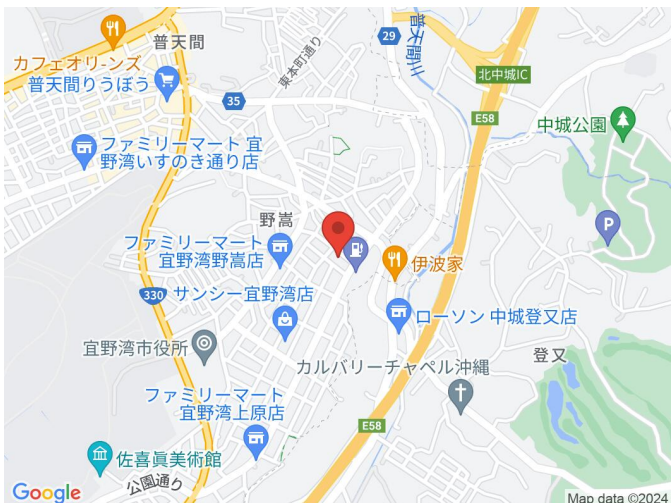 29
普天間川
北中城IC
普天間
カフェオリーンズ
普天間りうぼう
東本町通り
35
E58
中城公園
ファミリーマート 宜
野湾いすのき通り店
野嵩
P
ファミリーマート
宜野湾野嵩店
伊波家
330
サンシー宜野湾店
ローソン 中城登又店
宜野湾市役所
登又
カルバリーチャペル沖縄
ファミリーマート
宜野湾上原店
E58
佐喜眞美術館
公園通り
Google
Map data ©2024